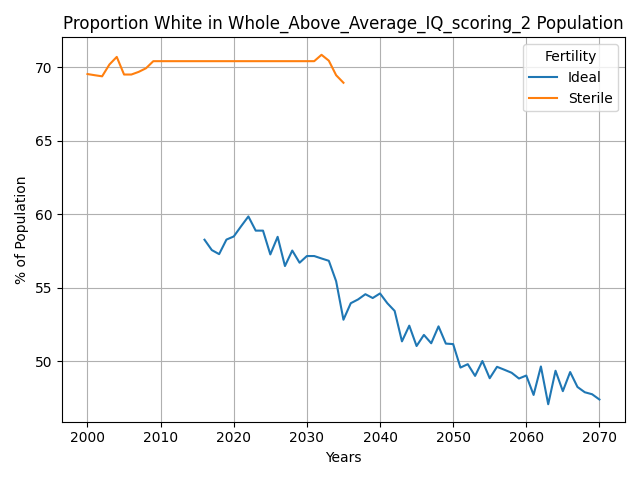 Proportion White in Whole_Above_Average_IQ_scoring_2 Population
Fertility
Ideal
Sterile
% of Population
70
65
60
55
50
2000 2010 2020 2030 2040 2050 2060 2070
Years